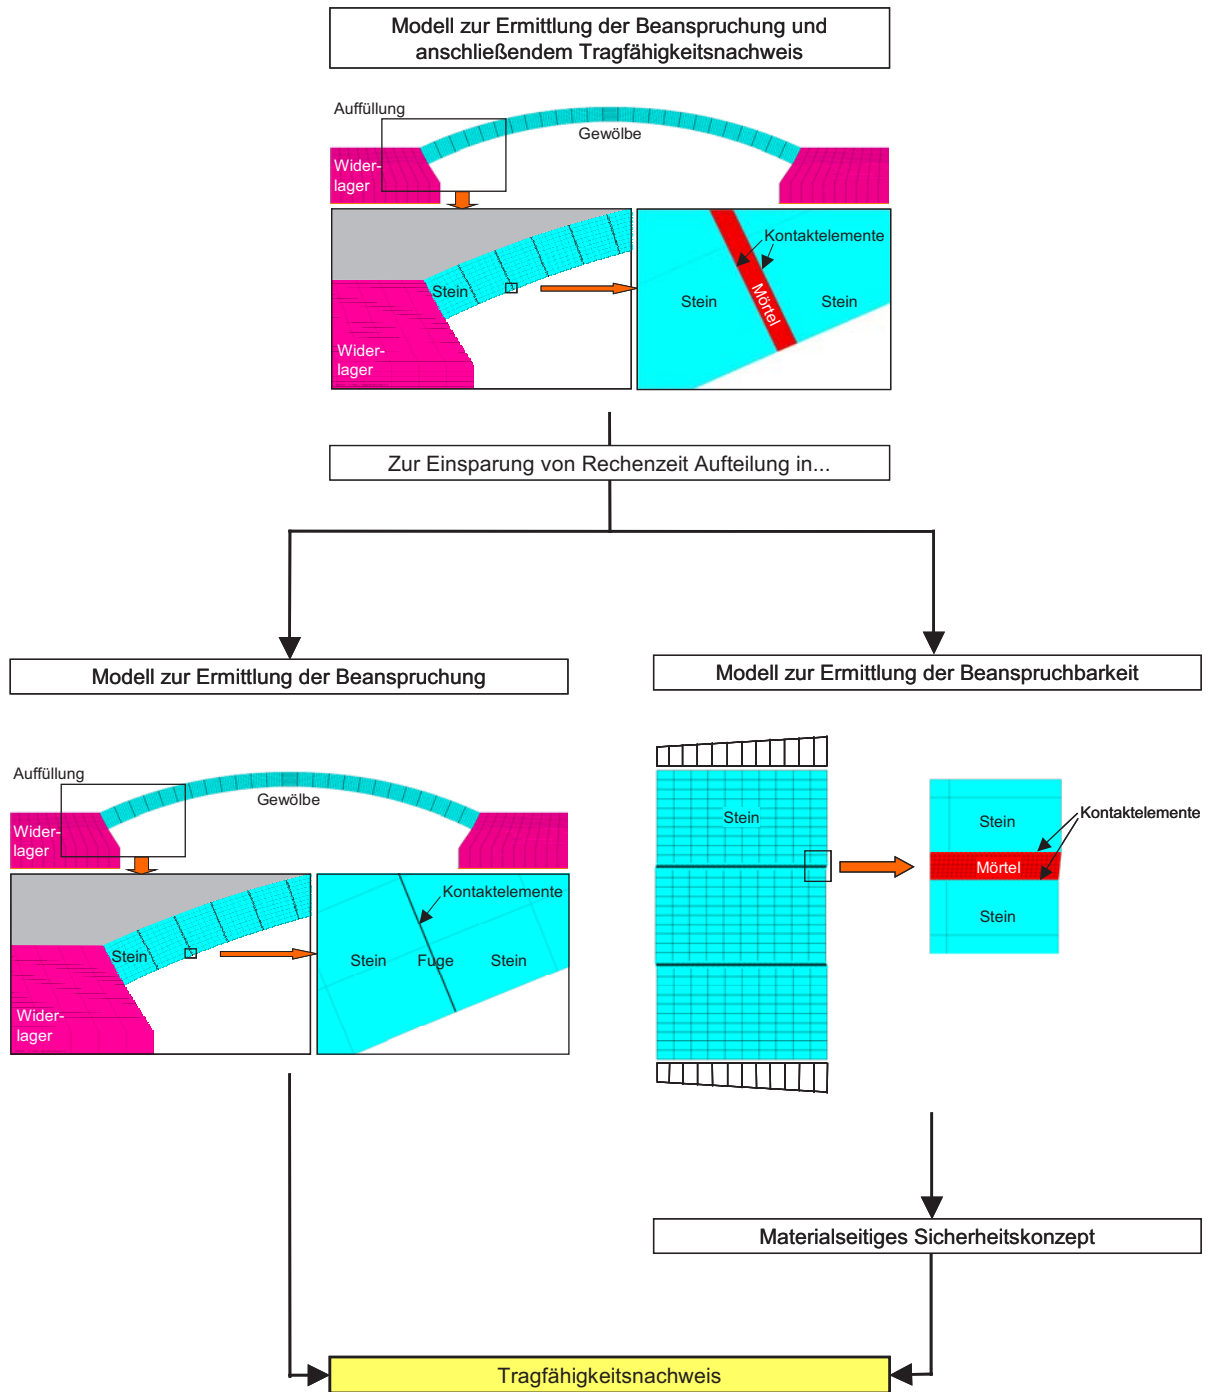 Modell zur Ermittlung der Beanspruchung und
anschließendem Tragfähigkeitsnachweis
Auffüllung
Gewölbe
Wider-
lager
Kontaktelemente
Stein
Stein
Mörtel
Stein
Wider-
lager
Zur Einsparung von Rechenzeit Aufteilung in...
Modell zur Ermittlung der Beanspruchung
Modell zur Ermittlung der Beanspruchbarkeit
Auffüllung
Gewölbe
Wider-
lager
Kontaktelemente
Stein
Stein
Fuge
Stein
Wider-
lager
Stein
Stein
Kontaktelemente
Mörtel
Stein
Materialseitiges Sicherheitskonzept
Tragfähigkeitsnachweis